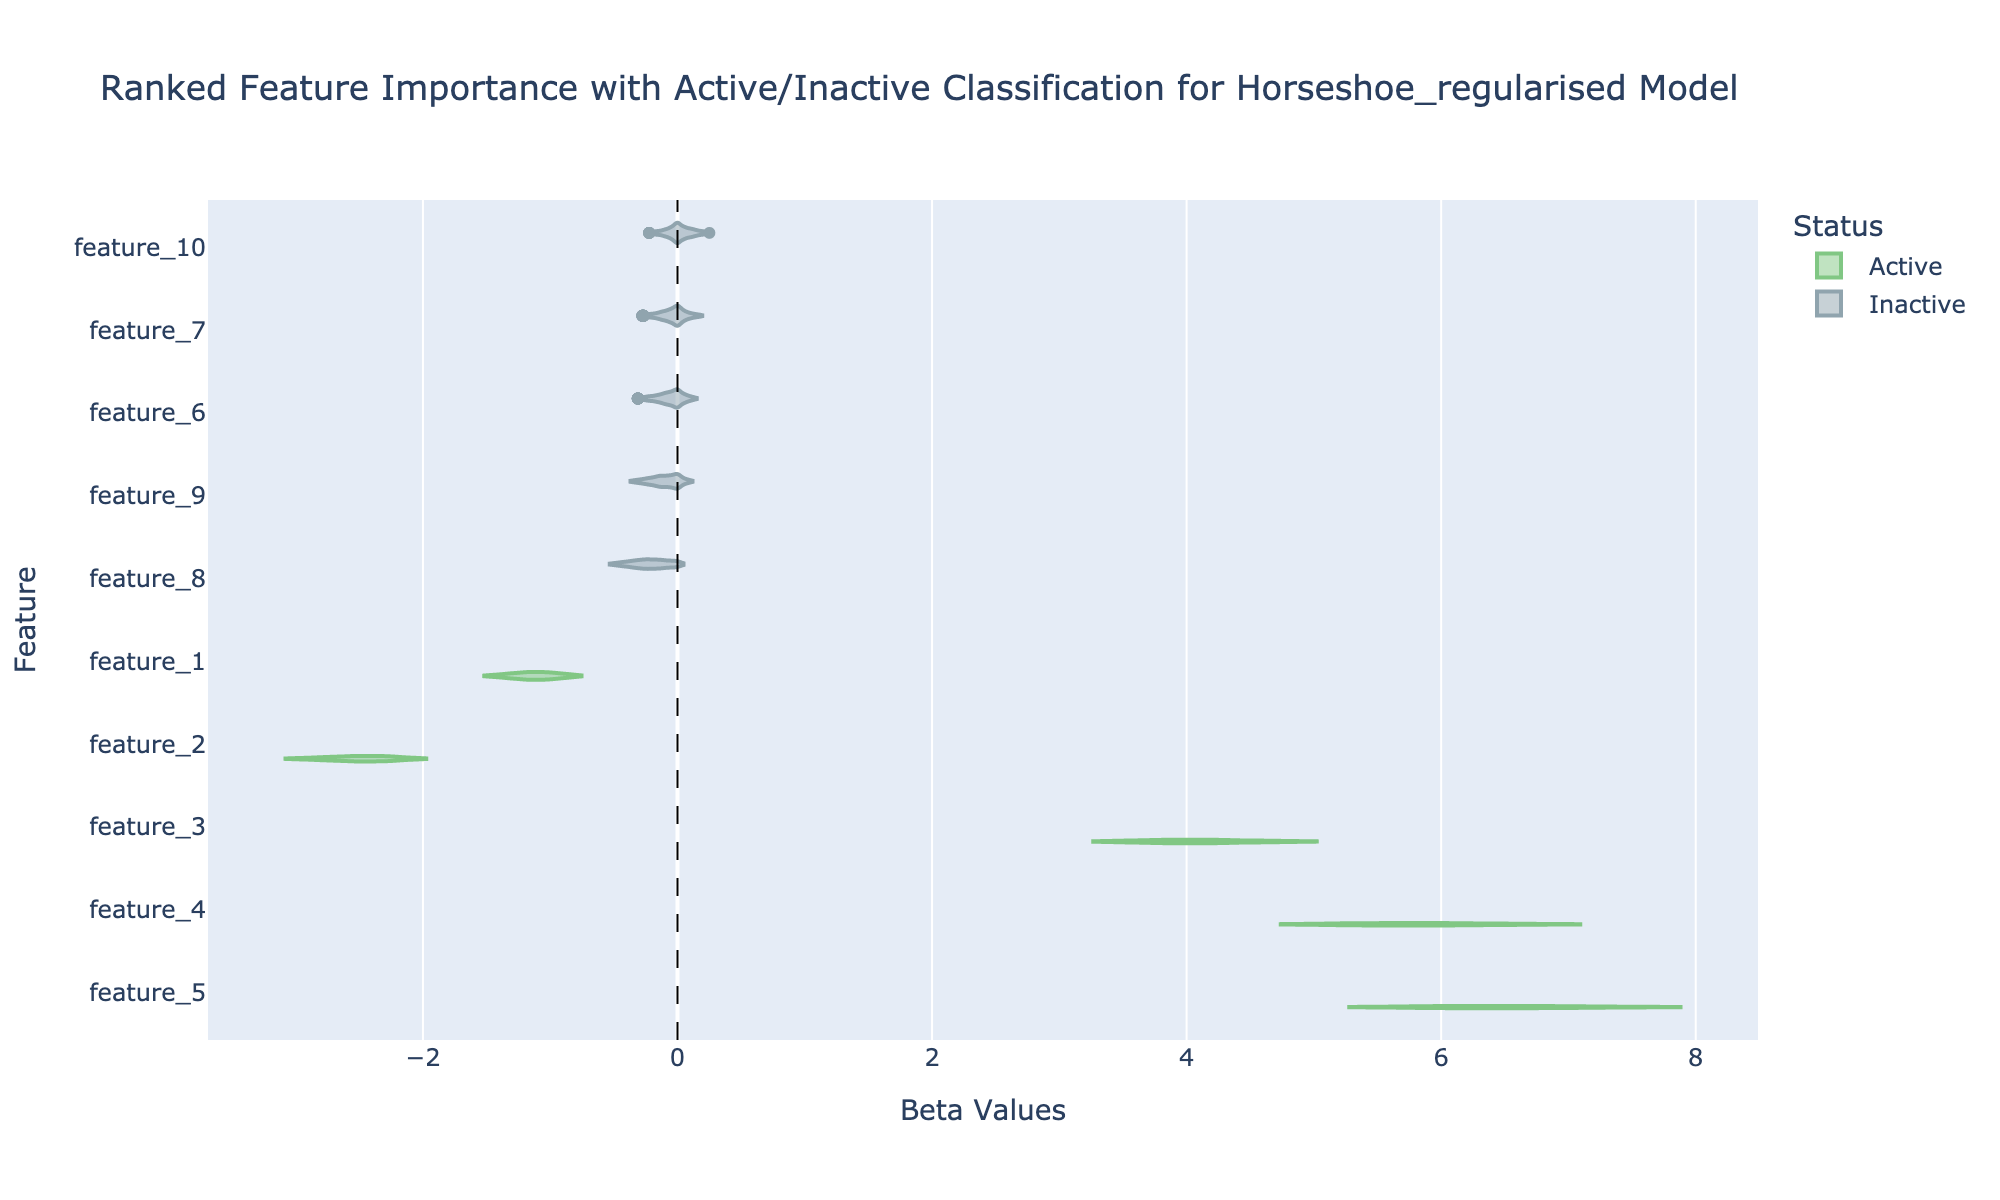 Ranked Feature Importance with Active/Inactive Classification for Horseshoe_regularised Model
Status
Active
Inactive
Feature
feature_10
feature_7
feature_6
feature_9
feature_8
feature_1
feature_2
feature_3
feature_4
feature_5
−2 0 2 4 6 8
Beta Values